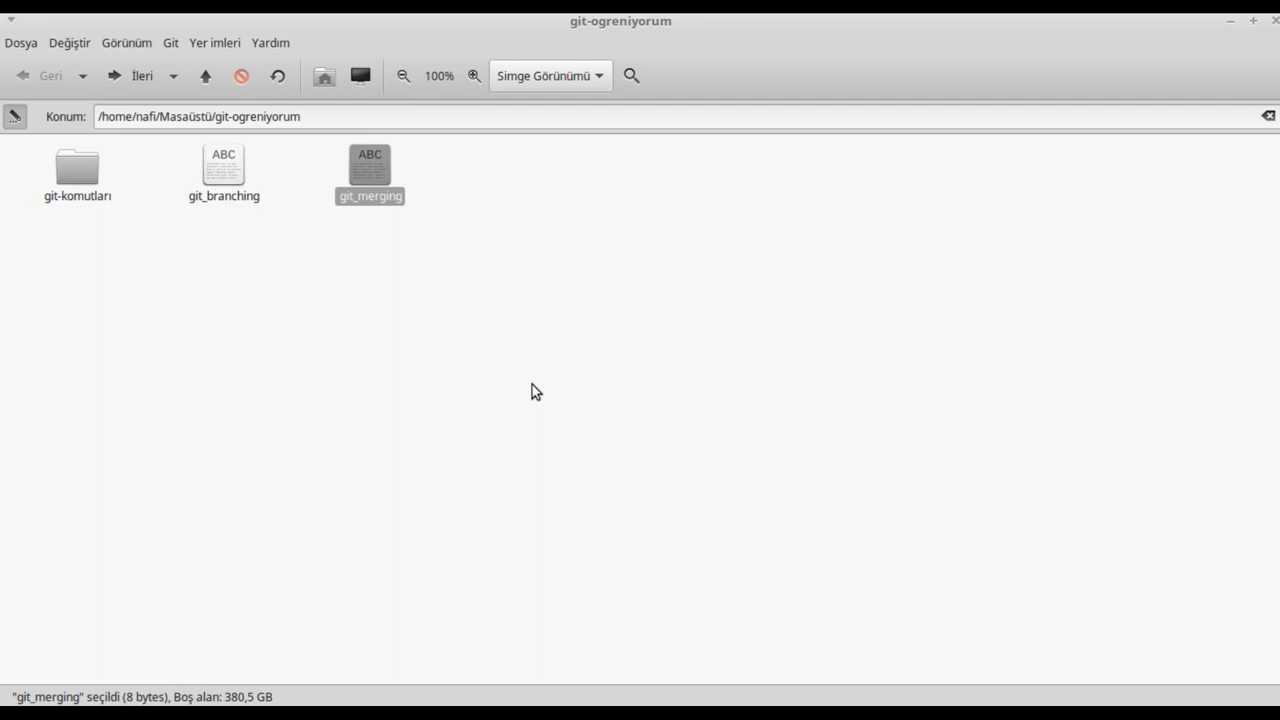 git-ogreniyorum
Dosya Değiştir Görünüm Git Yer imleri Yardım
Geri İleri 100% Simge Görünümü
Konum: /home/nafi/Masaüstü/git-ogreniyorum
ABC ABC
git-komutları git_branching git_merging
"git_merging" seçildi (8 bytes), Boş alan: 380,5 GB